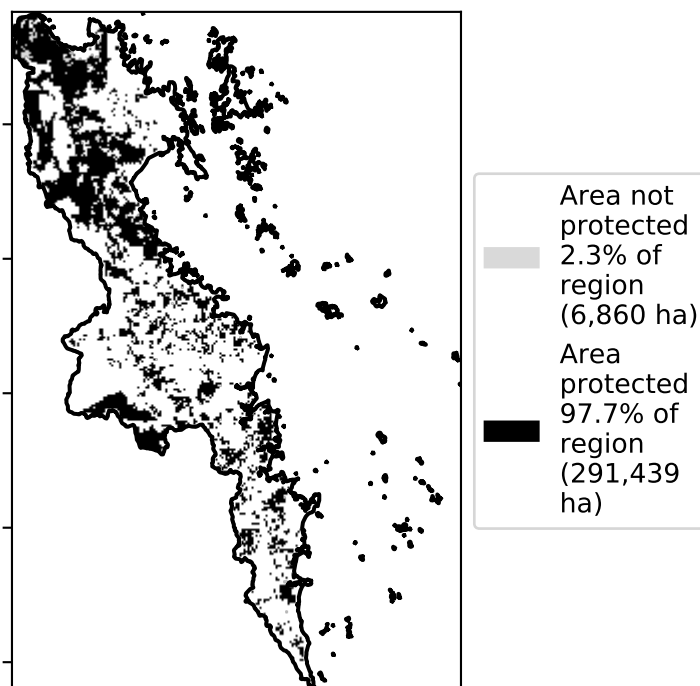 Area not
protected
2.3% of
region
(6,860 ha)
Area
protected
97.7% of
region
(291,439
ha)